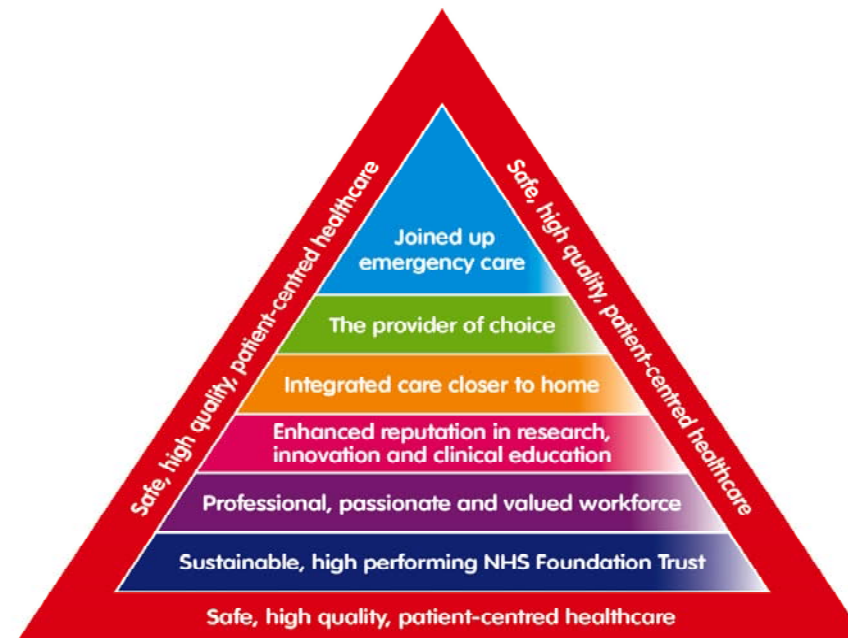 Safe, high quality, patient-centred healthcare
Safe, high quality, patient-centred healthcare
Joined up
emergency care
The provider of choice
Integrated care closer to home
Enhanced reputation in research,
innovation and clinical education
Professional, passionate and valued workforce
Sustainable, high performing NHS Foundation Trust
Safe, high quality, patient-centred healthcare